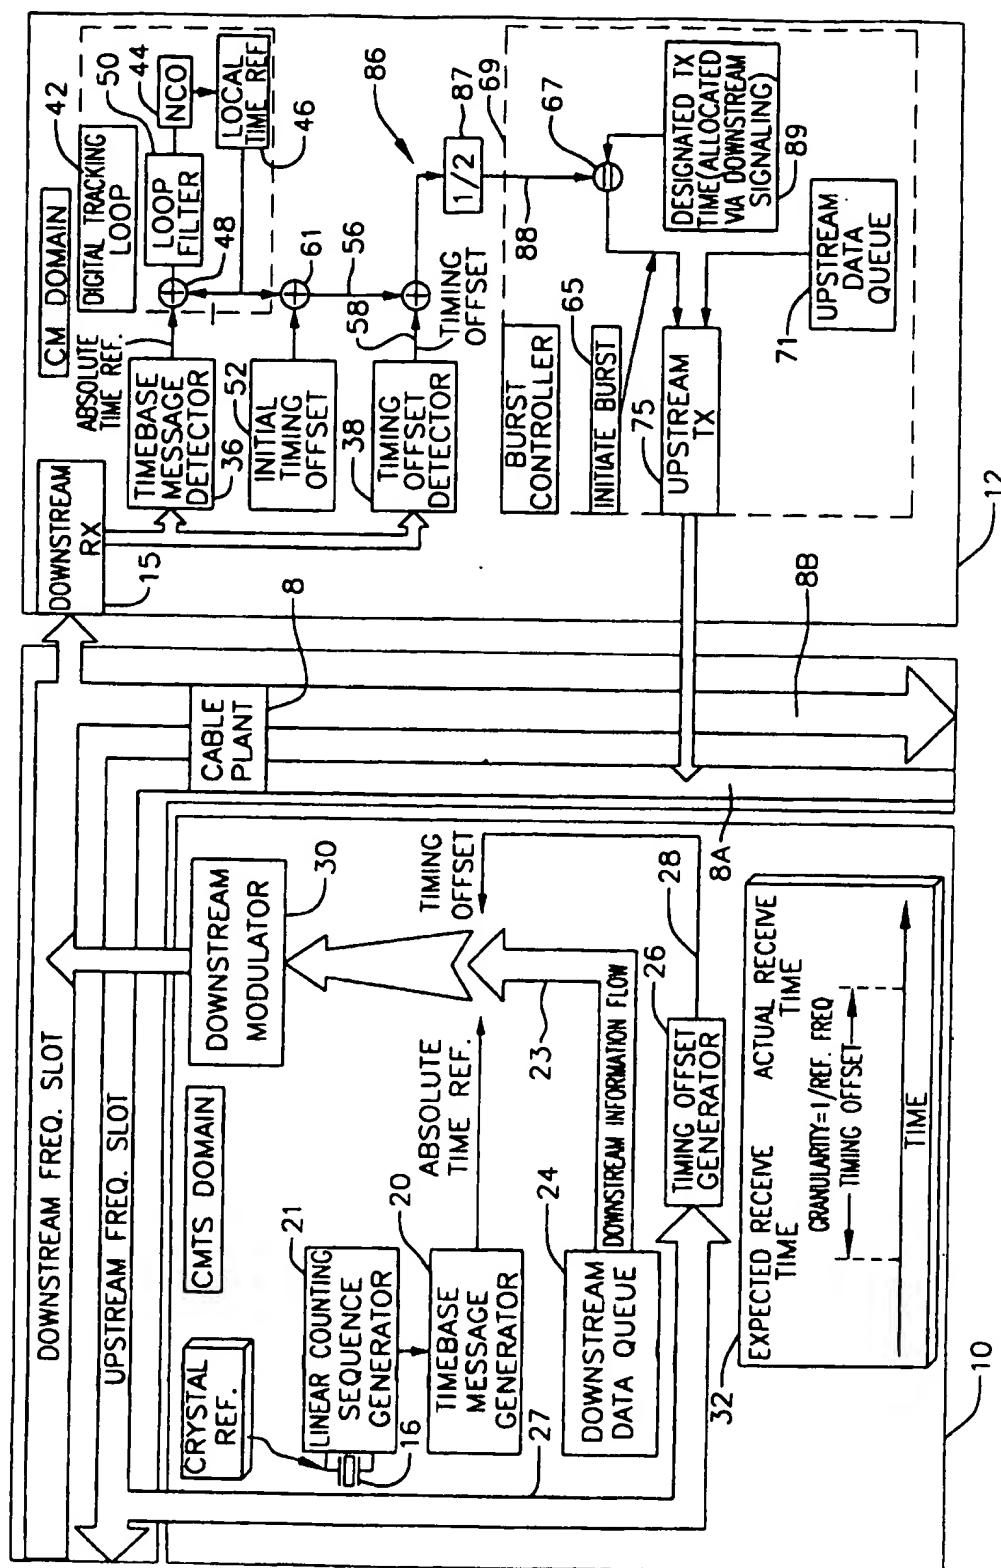 DOWNSTREAM FREQ. SLOT
UPSTREAM FREQ. SLOT
CMTS DOMAIN
CRYSTAL
REF.
21
LINEAR COUNTING
SEQUENCE
GENERATOR
16
20
TIMEBASE
MESSAGE
GENERATOR
ABSOLUTE
TIME REF.
24
DOWNSTREAM
DATA QUEUE
DOWNSTREAM INFORMATION FLOW
23
27
DOWNSTREAM
MODULATOR
30
TIMING
OFFSET
26
TIMING OFFSET
GENERATOR
28
32
EXPECTED RECEIVE
TIME
ACTUAL RECEIVE
TIME
GRANULARITY=1/REF. FREQ
TIMING OFFSET
TIME
10
CABLE
PLANT
8
8A
8B
DOWNSTREAM
RX
15
CM DOMAIN
42
DIGITAL TRACKING
LOOP
50
LOOP
FILTER
44
NCO
LOCAL
TIME REF.
46
48
ABSOLUTE
TIME REF.
TIMEBASE
MESSAGE
DETECTOR
36
52
INITIAL
TIMING
OFFSET
61
56
38
TIMING
OFFSET
DETECTOR
58
TIMING
OFFSET
86
87
1/2
88
69
BURST
CONTROLLER
65
INITIATE BURST
67
DESIGNATED TX
TIME(ALLOCATED
VIA DOWNSTREAM
SIGNALING)
89
75
UPSTREAM
TX
71
UPSTREAM
DATA
QUEUE
12